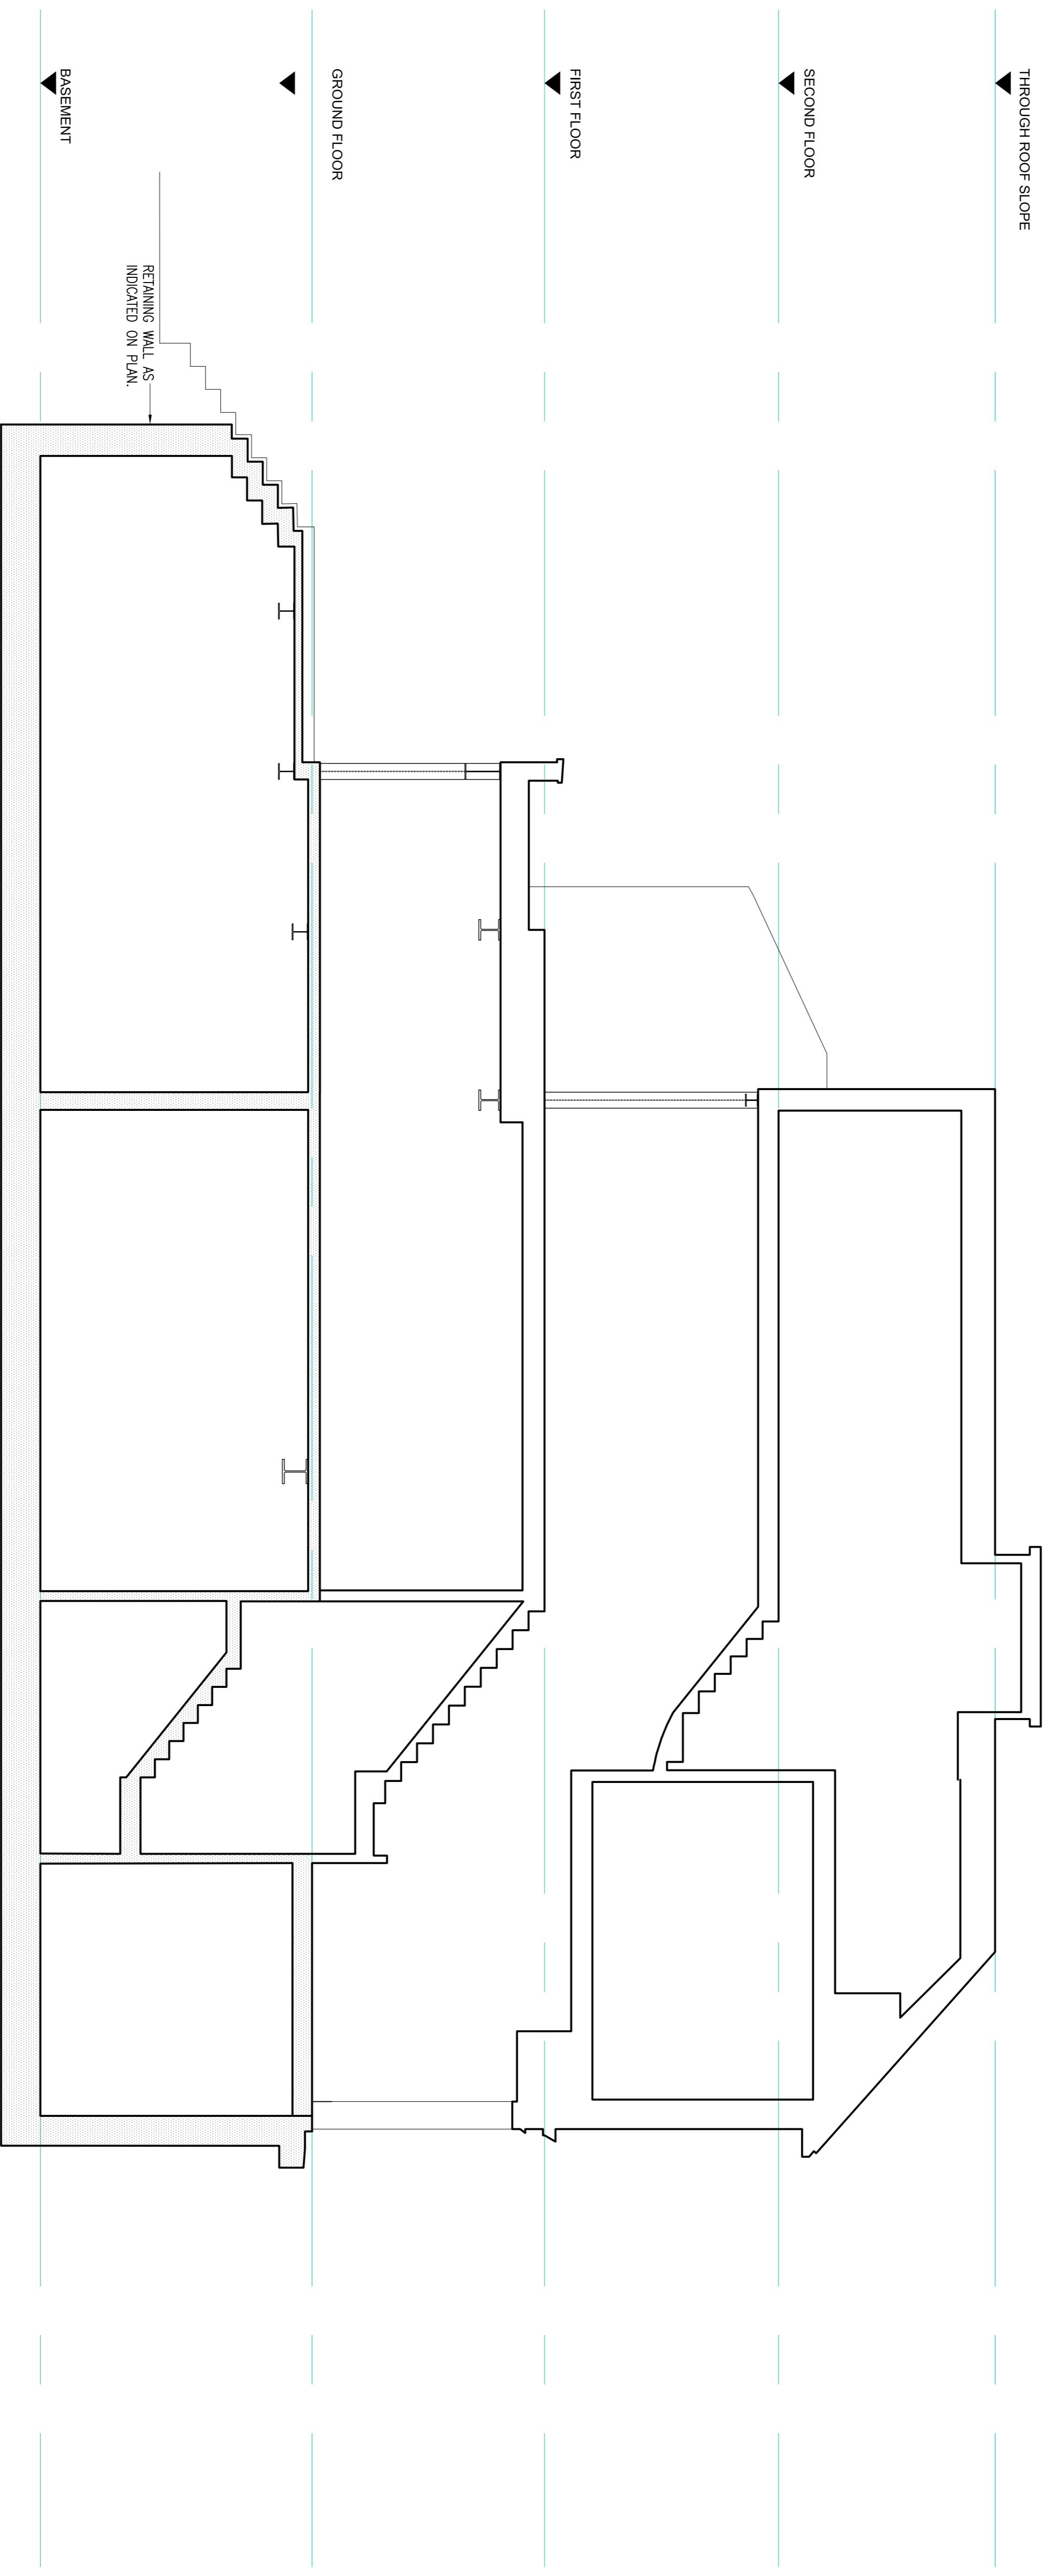 THROUGH ROOF SLOPE
SECOND FLOOR
FIRST FLOOR
GROUND FLOOR
BASEMENT
RETAINING WALL AS
INDICATED ON PLAN.